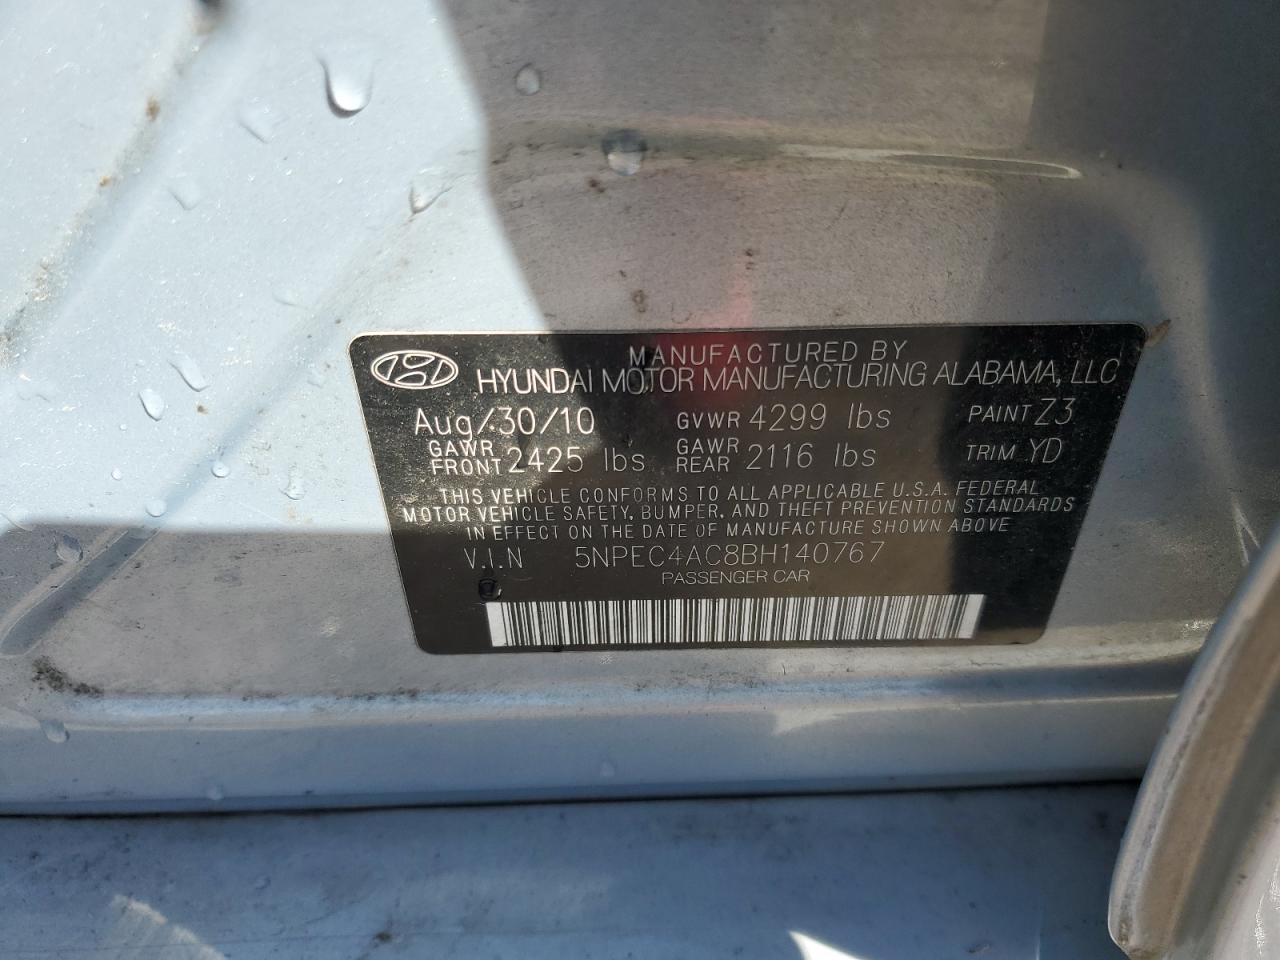 MANUFACTURED BY
HYUNDAI MOTOR MANUFACTURING ALABAMA, LLC
Aug/30/10 GVWR 4299 lbs PAINT Z3
GAWR FRONT 2425 lbs GAWR REAR 2116 lbs TRIM YD
THIS VEHICLE CONFORMS TO ALL APPLICABLE U.S.A. FEDERAL
MOTOR VEHICLE SAFETY, BUMPER, AND THEFT PREVENTION STANDARDS
IN EFFECT ON THE DATE OF MANUFACTURE SHOWN ABOVE
V.I.N 5NPEC4AC8BH140767
PASSENGER CAR